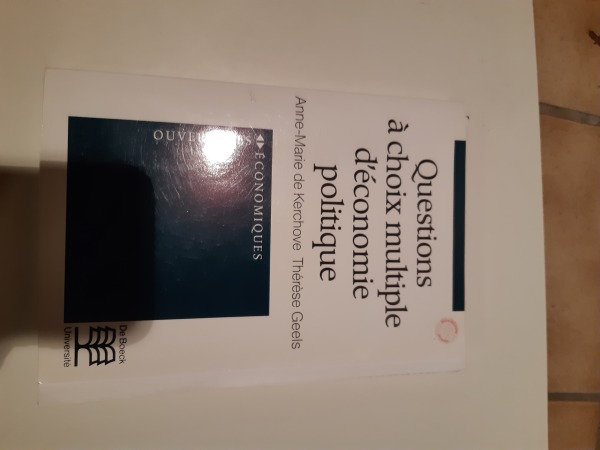 Questions
à choix multiple
d'économie
politique
Anne-Marie de Kerchove Thérèse Geels
ÉCONOMIQUES
De Boeck
Université